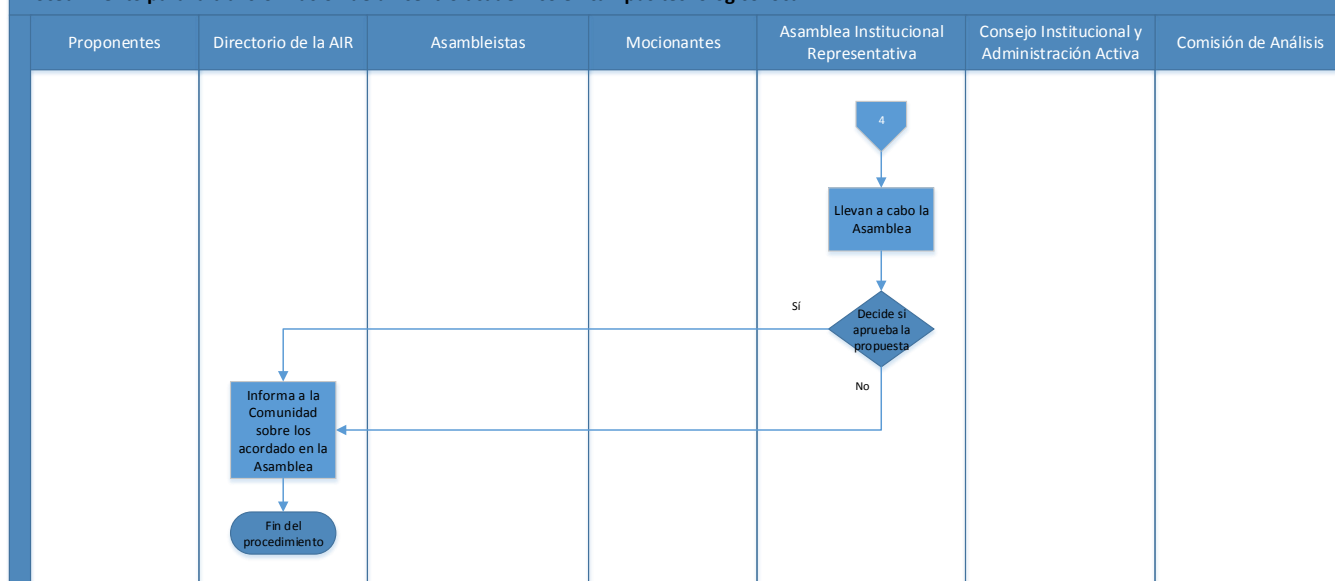 Proponentes
Directorio de la AIR
Asambleistas
Mocionantes
Asamblea Institucional
Representativa
Consejo Institucional y
Administración Activa
Comisión de Análisis
4
Llevan a cabo la
Asamblea
Decide si
aprueba la
propuesta
Sí
No
Informa a la
Comunidad
sobre los
acordado en la
Asamblea
Fin del
procedimiento